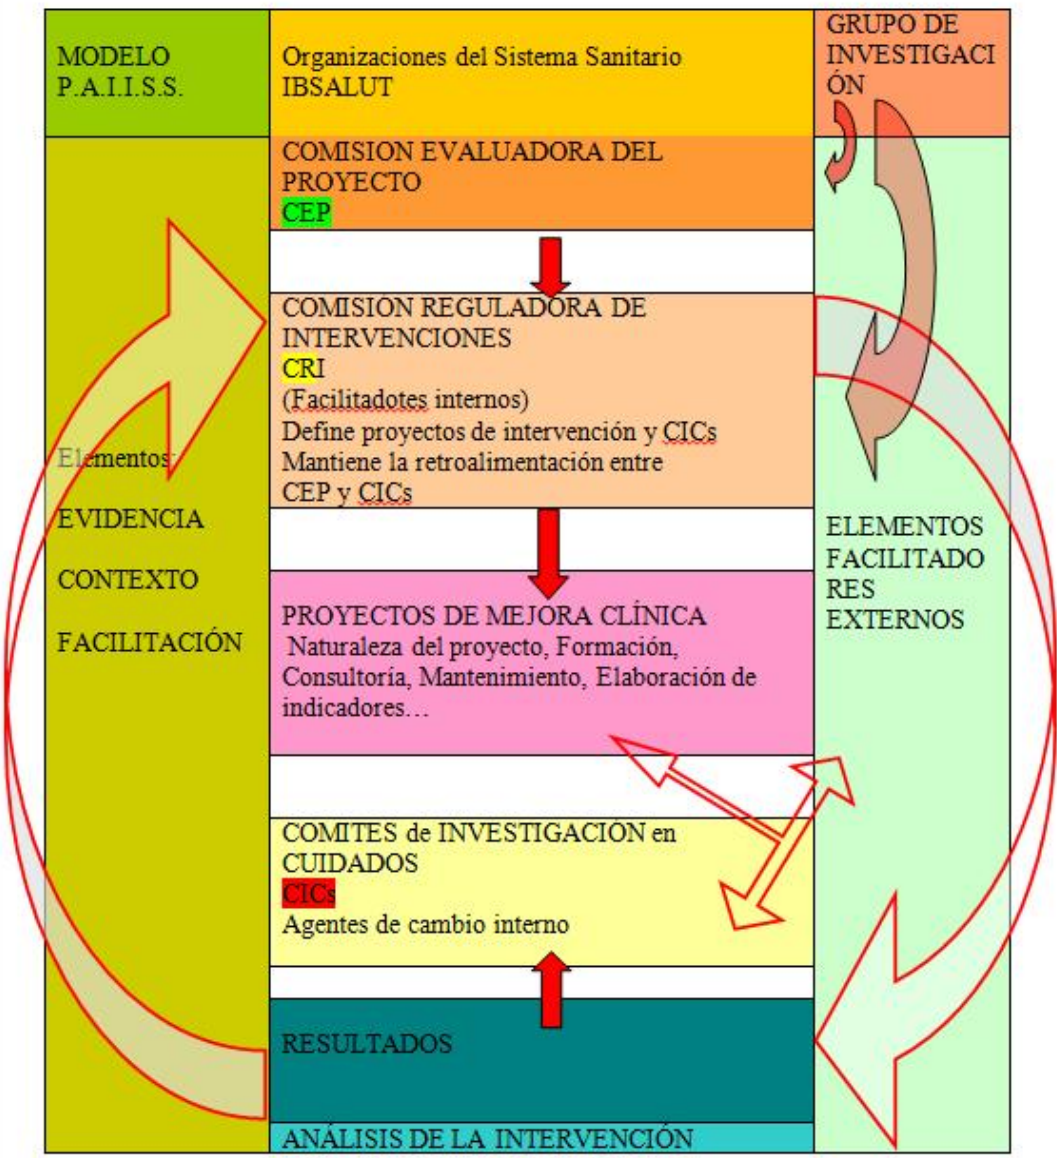 MODELO
P.A.I.I.S.S.
Organizaciones del Sistema Sanitario
IBSALUT
GRUPO DE
INVESTIGACI
ÓN
COMISION EVALUADORA DEL
PROYECTO
CEP
COMISIÓN REGULADORA DE
INTERVENCIONES
CRI
(Facilitadotes internos)
Define proyectos de intervención y CICs
Mantiene la retroalimentación entre
CEP y CICs
Elementos:
EVIDENCIA
CONTEXTO
FACILITACIÓN
ELEMENTOS
FACILITADO
RES
EXTERNOS
PROYECTOS DE MEJORA CLÍNICA
Naturaleza del proyecto, Formación,
Consultoría, Mantenimiento, Elaboración de
indicadores…
COMITES de INVESTIGACIÓN en
CUIDADOS
CICs
Agentes de cambio interno
RESULTADOS
ANÁLISIS DE LA INTERVENCIÓN